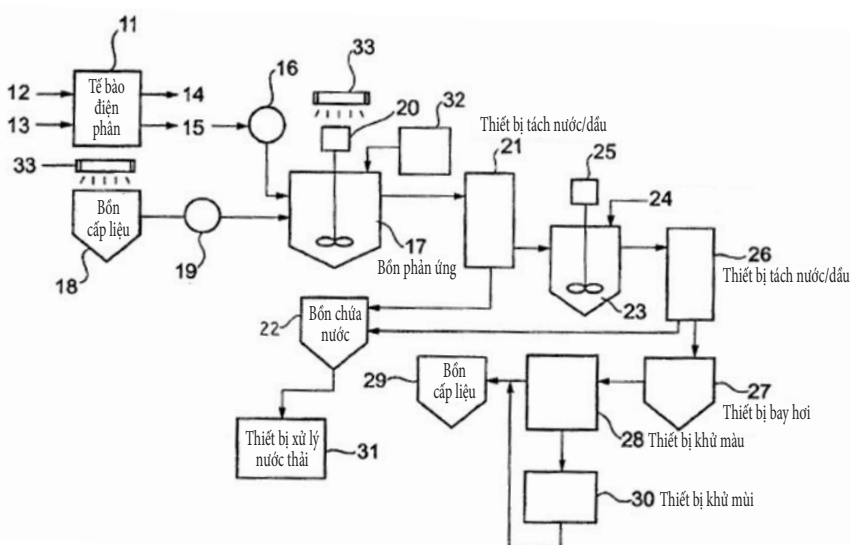 11
Tế bào
điện
phân
12
13
14
15
16
33
20
32
Thiết bị tách nước/dầu
21
25
24
33
Bồn
cấp liệu
18
19
17
Bồn phản ứng
23
26
Thiết bị tách nước/dầu
22
Bồn chứa
nước
29
Bồn
cấp liệu
27
Thiết bị bay hơi
28 Thiết bị khử màu
Thiết bị xử lý
nước thải
31
30 Thiết bị khử mùi